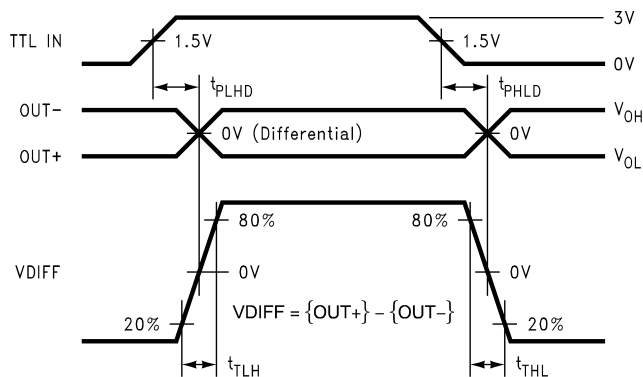 3V
TTL IN
1.5V
1.5V
0V
tPLHD
tPHLD
OUT-
VOH
0V (Differential)
0V
OUT+
VOL
80%
80%
VDIFF
0V
0V
VDIFF = {OUT+} – {OUT–}
20%
20%
tTLH
tTHL